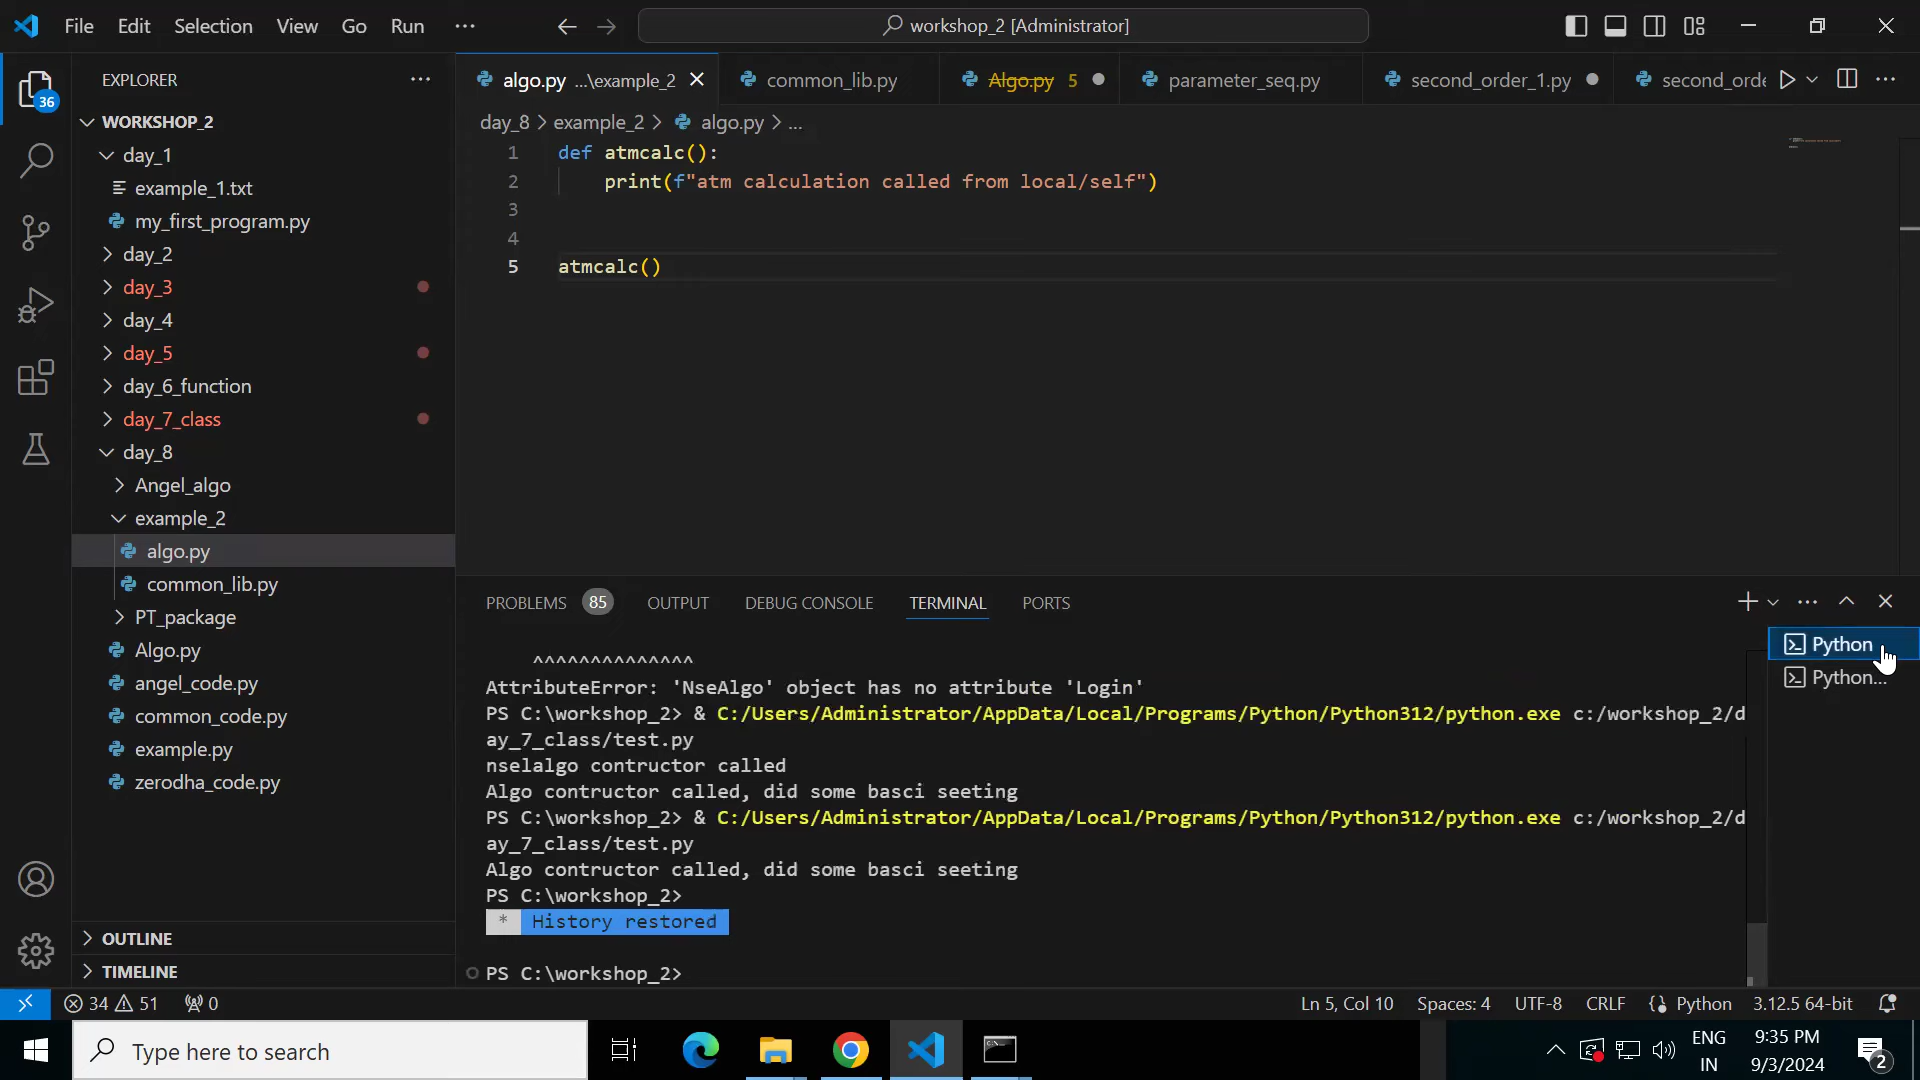 File Edit Selection View Go Run ...
workshop_2 [Administrator]
EXPLORER
36
WORKSHOP_2
day_1
example_1.txt
my_first_program.py
day_2
day_3
day_4
day_5
day_6_function
day_7_class
day_8
Angel_algo
example_2
algo.py
common_lib.py
PT_package
Algo.py
angel_code.py
common_code.py
example.py
zerodha_code.py
OUTLINE
TIMELINE
algo.py ...\example_2 common_lib.py Algo.py 5 parameter_seq.py second_order_1.py second_orde
day_8 > example_2 > algo.py > ...
1 def atmcalc():
2 print(f"atm calculation called from local/self")
3
4
5 atmcalc()
PROBLEMS 85 OUTPUT DEBUG CONSOLE TERMINAL PORTS
Python
Python...
^^^^^^^^^^^^^^
AttributeError: 'NseAlgo' object has no attribute 'Login'
PS C:\workshop_2> & C:/Users/Administrator/AppData/Local/Programs/Python/Python312/python.exe c:/workshop_2/d
ay_7_class/test.py
nselalgo contructor called
Algo contructor called, did some basci seeting
PS C:\workshop_2> & C:/Users/Administrator/AppData/Local/Programs/Python/Python312/python.exe c:/workshop_2/d
ay_7_class/test.py
Algo contructor called, did some basci seeting
PS C:\workshop_2>
* History restored
PS C:\workshop_2>
34 51 0 Ln 5, Col 10 Spaces: 4 UTF-8 CRLF Python 3.12.5 64-bit
Type here to search
ENG
IN
9:35 PM
9/3/2024
2